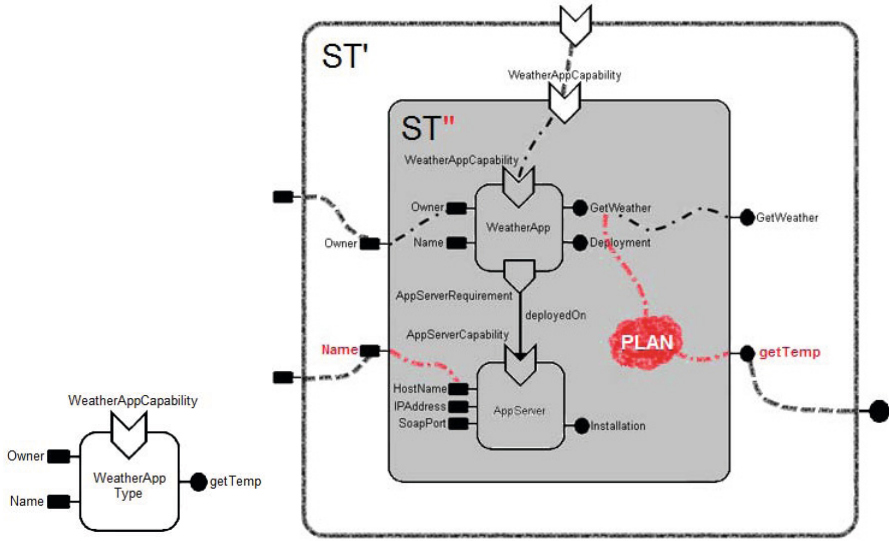 ST'
WeatherAppCapability
ST"
WeatherAppCapability
Owner
GetWeather
WeatherApp
GetWeather
Owner
Name
Deployment
AppServerRequirement
deployedOn
AppServerCapability
PLAN
Name
getTemp
HostName
IPAddress
AppServer
SoapPort
Installation
WeatherAppCapability
Owner
WeatherApp
Type
getTemp
Name